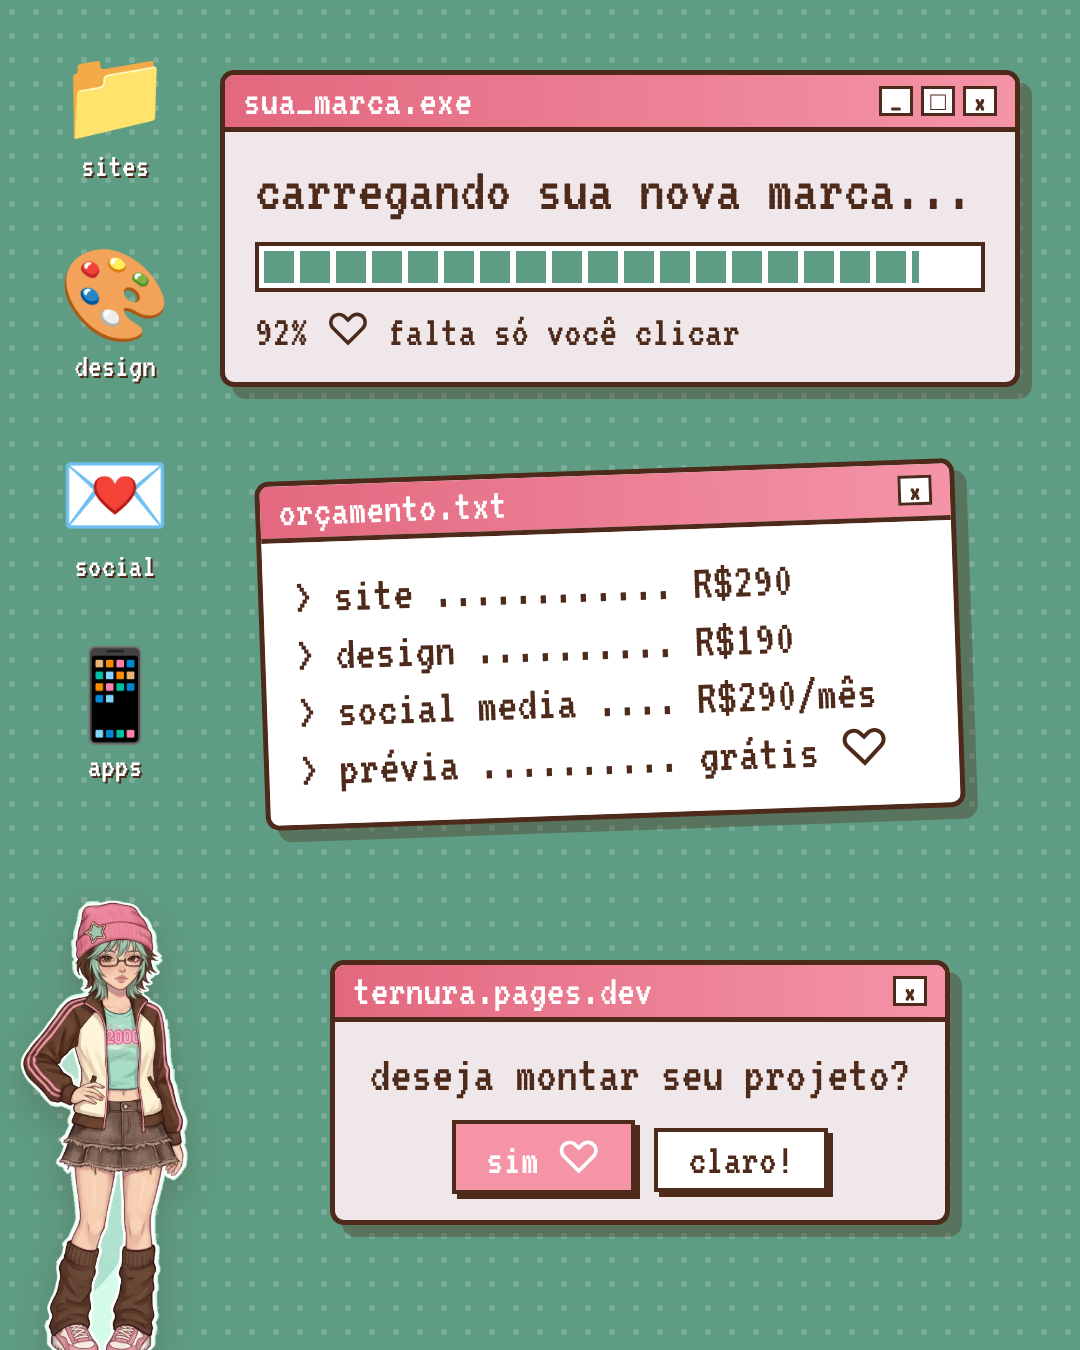 sites
design
social
apps
sua_marca.exe
carregando sua nova marca...
92% ♡ falta só você clicar
orçamento.txt
> site ............ R$290
> design .......... R$190
> social media .... R$290/mês
> prévia .......... grátis ♡
2000
ternura.pages.dev
deseja montar seu projeto?
sim ♡
claro!